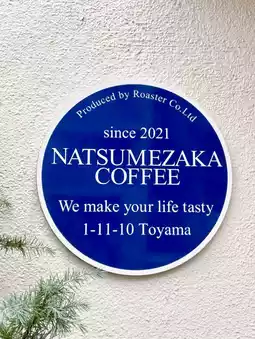 Produced by Roaster Co.Ltd
since 2021
NATSUMEZAKA
COFFEE
We make your life tasty
1-11-10 Toyama